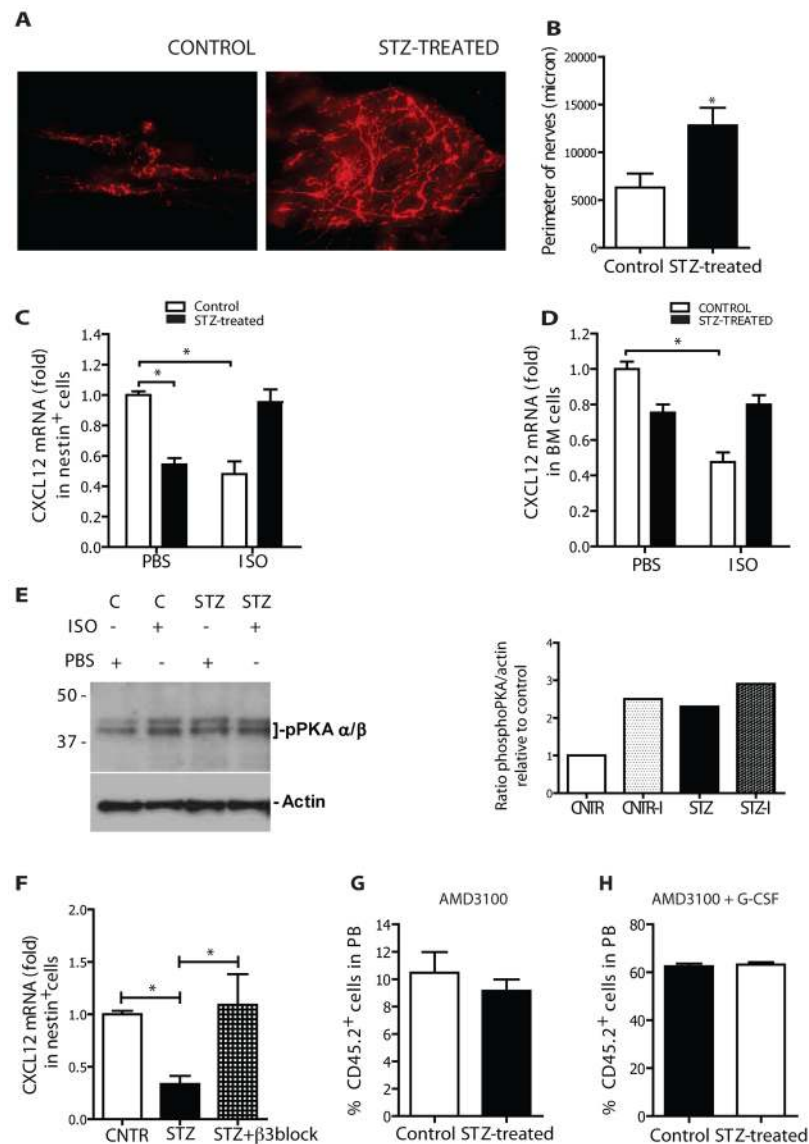 A
CONTROL
STZ-TREATED
B
Perimeter of nerves (micron)
20000
15000
10000
5000
0
*
Control STZ-treated
C
Control
STZ-treated
CXCL12 mRNA (fold)
in nestin+ cells
1.4
1.2
1.0
0.8
0.6
0.4
0.2
0.0
*
*
PBS
ISO
D
CONTROL
STZ-TREATED
CXCL12 mRNA (fold)
in BM cells
1.2
1.0
0.8
0.6
0.4
0.2
0.0
*
PBS
ISO
E
C C STZ STZ
ISO - + - +
PBS + - + -
50 -
37 -
]-pPKA α/β
-Actin
Ratio phosphoPKA/actin
relative to control
4
3
2
1
0
CNTR CNTR-I STZ STZ-I
F
CXCL12 mRNA (fold)
in nestin+cells
2.0
1.5
1.0
0.5
0.0
*
*
CNTR STZ STZ+β3block
G
AMD3100
% CD45.2+ cells in PB
14
12
10
8
6
4
2
0
Control STZ-treated
H
AMD3100 + G-CSF
% CD45.2+ cells in PB
80
60
40
20
0
Control STZ-treated